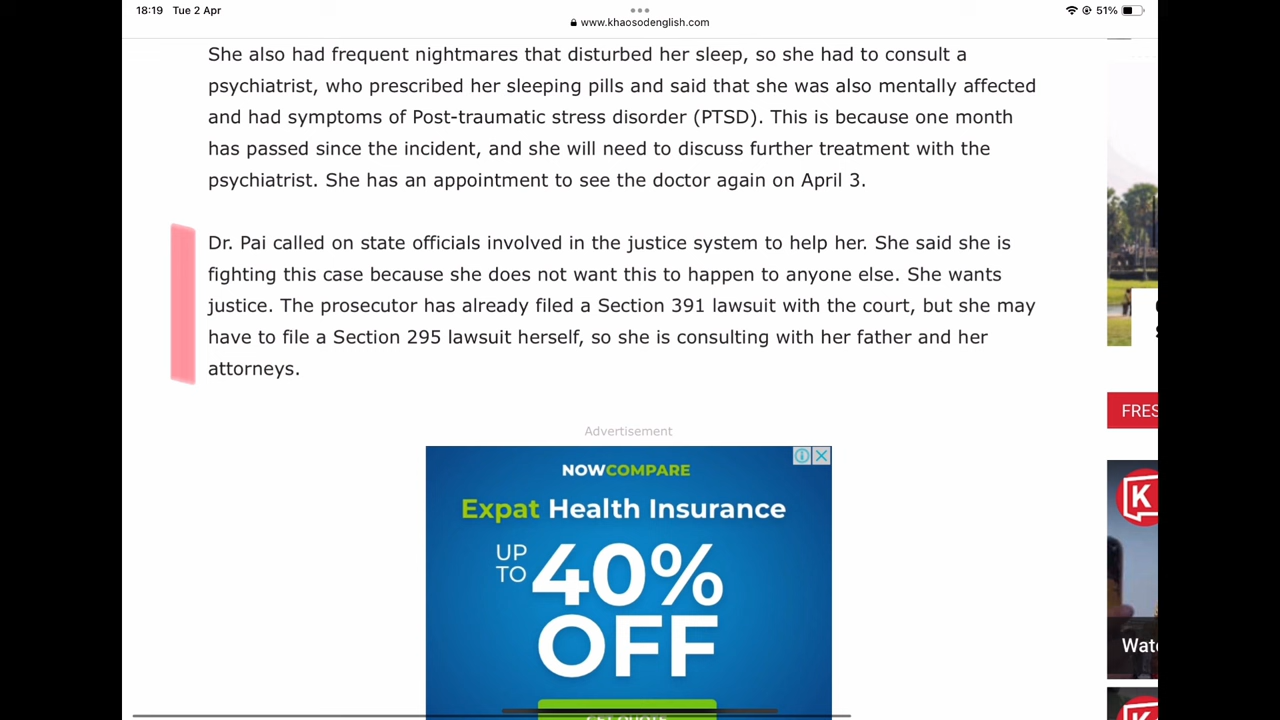 18:19 Tue 2 Apr
www.khaosodenglish.com
51%
She also had frequent nightmares that disturbed her sleep, so she had to consult a
psychiatrist, who prescribed her sleeping pills and said that she was also mentally affected
and had symptoms of Post-traumatic stress disorder (PTSD). This is because one month
has passed since the incident, and she will need to discuss further treatment with the
psychiatrist. She has an appointment to see the doctor again on April 3.
Dr. Pai called on state officials involved in the justice system to help her. She said she is
fighting this case because she does not want this to happen to anyone else. She wants
justice. The prosecutor has already filed a Section 391 lawsuit with the court, but she may
have to file a Section 295 lawsuit herself, so she is consulting with her father and her
attorneys.
Advertisement
NOWCOMPARE
Expat Health Insurance
UP
TO
40%
OFF
GET QUOTE
FRES
K
Wat